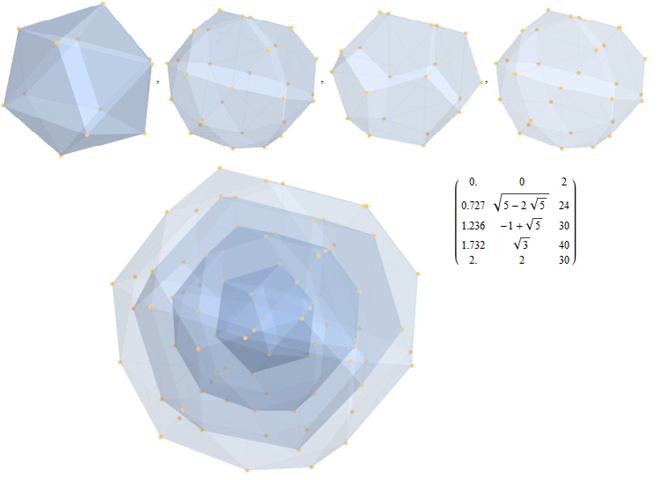 , , ,
0. 0 2
0.727 √(5 − 2 √5) 24
1.236 −1 + √5 30
1.732 √3 40
2. 2 30